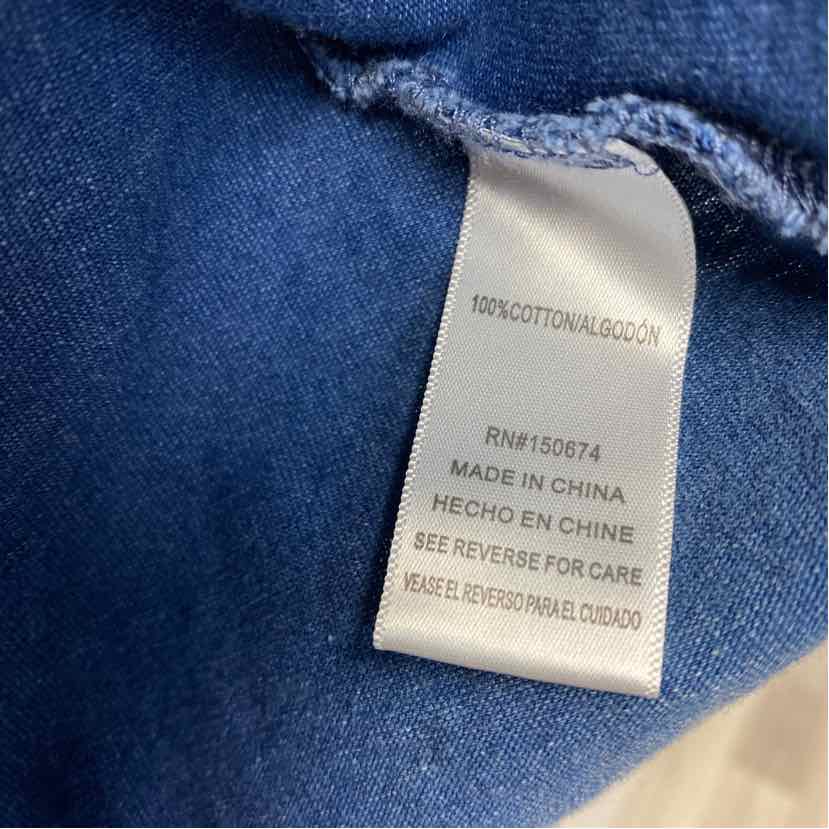 100%COTTON/ALGODÓN
RN#150674
MADE IN CHINA
HECHO EN CHINE
SEE REVERSE FOR CARE
VEASE EL REVERSO PARA EL CUIDADO